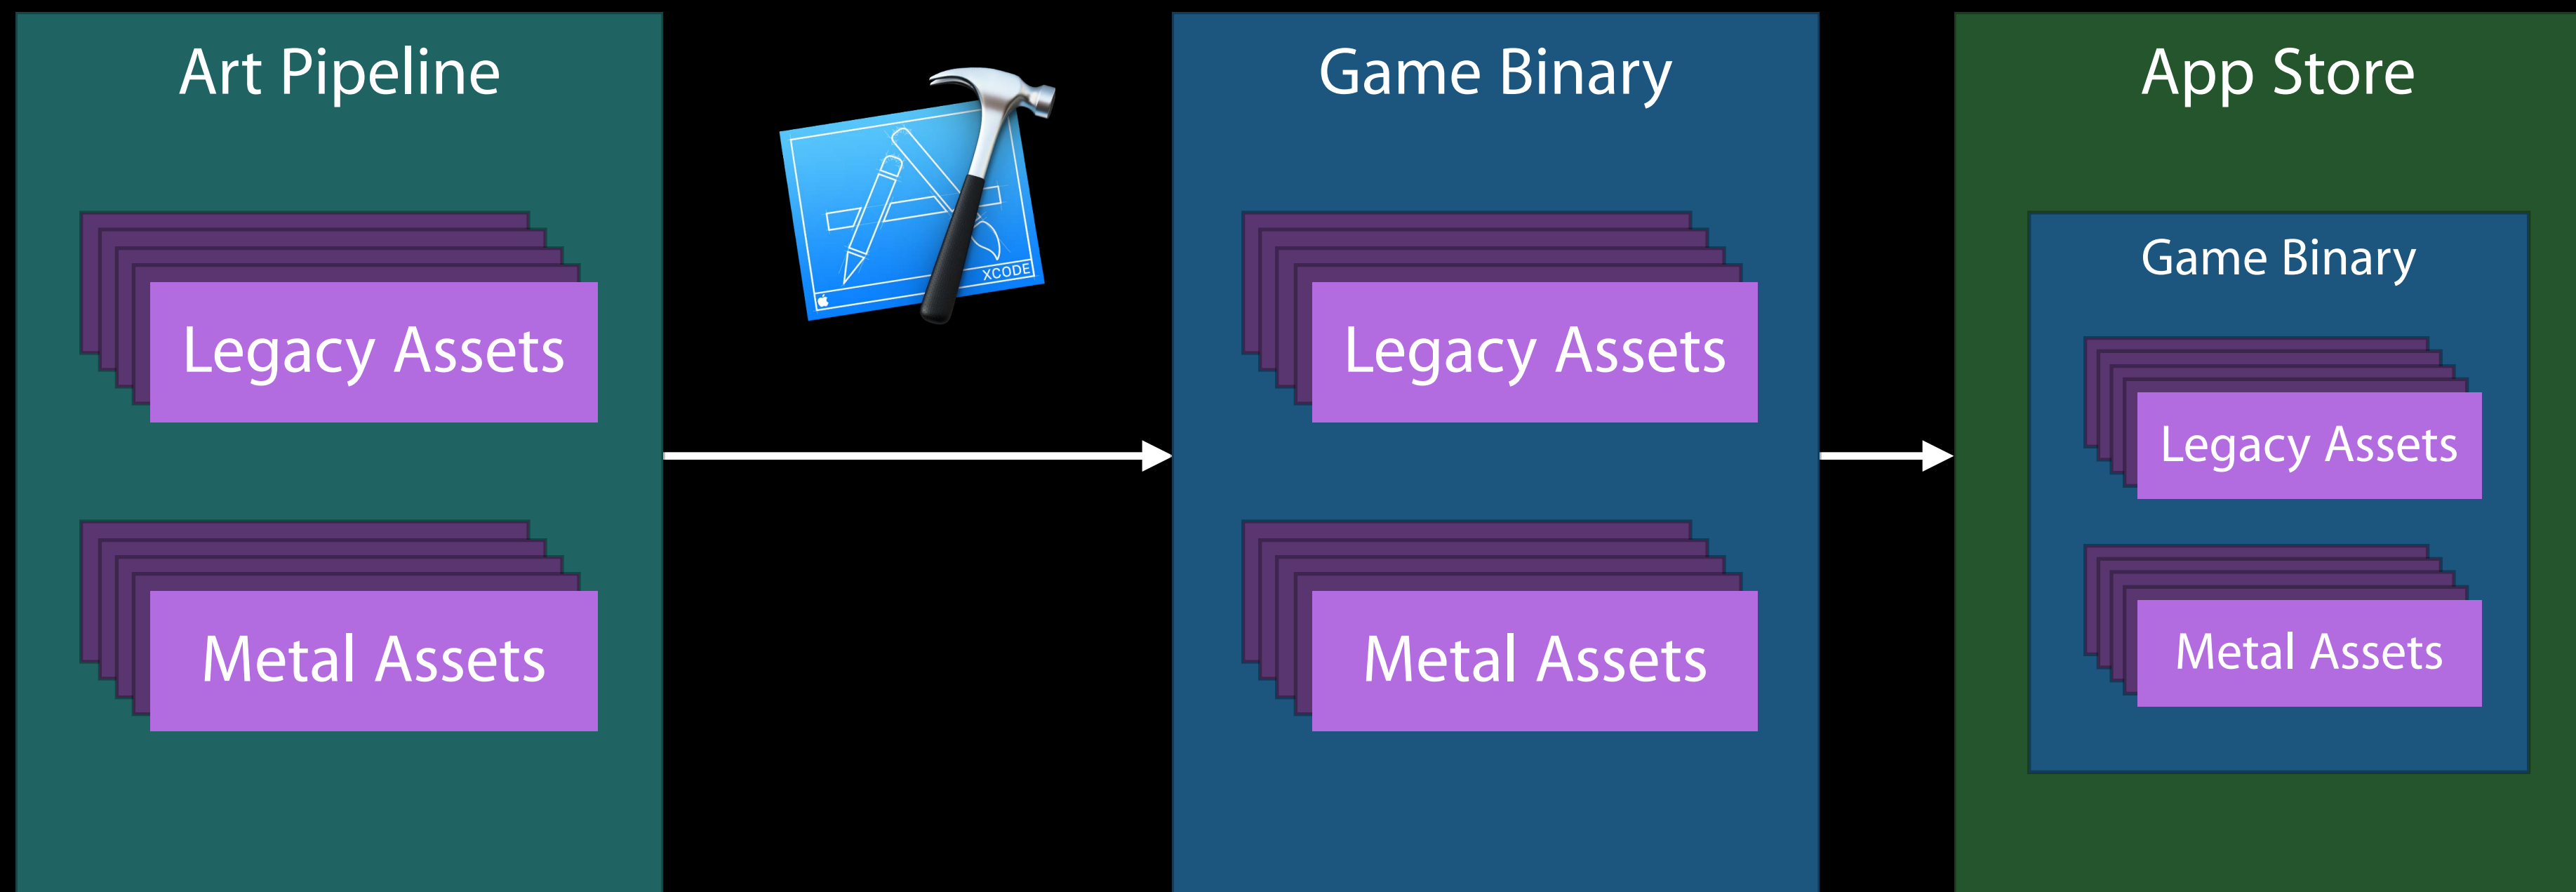 Art Pipeline
Legacy Assets
Metal Assets
XCODE
Game Binary
Legacy Assets
Metal Assets
App Store
Game Binary
Legacy Assets
Metal Assets